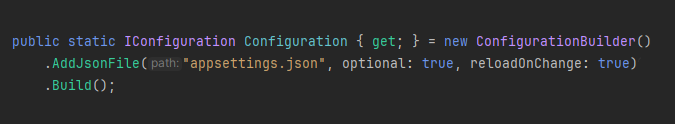 public static IConfiguration Configuration { get; } = new ConfigurationBuilder()
.AddJsonFile( path: "appsettings.json", optional: true, reloadOnChange: true)
.Build();